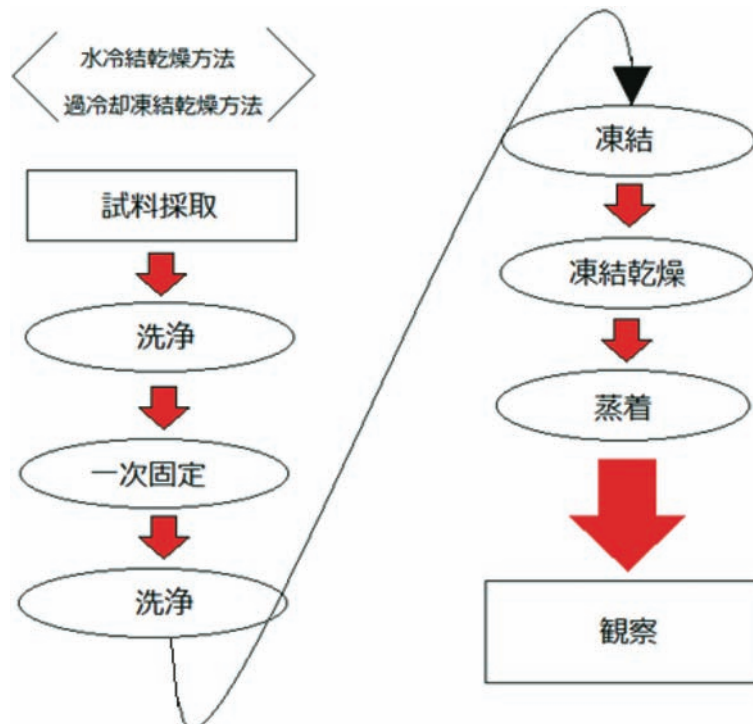 水冷結乾燥方法
過冷却凍結乾燥方法
試料採取
洗浄
一次固定
洗浄
凍結
凍結乾燥
蒸着
観察